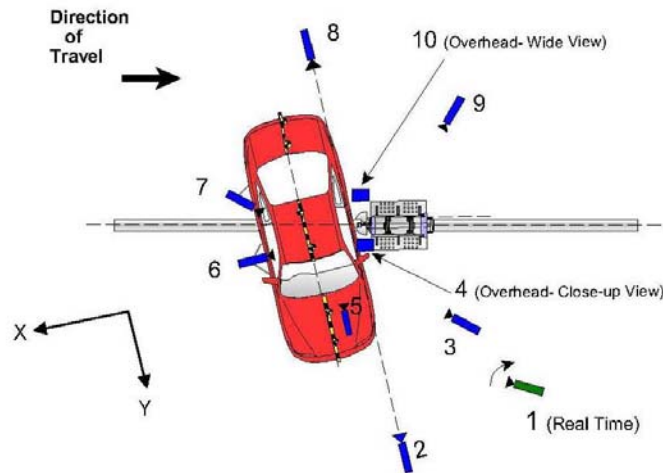 Direction
of
Travel
8
10 (Overhead- Wide View)
9
7
6
4 (Overhead- Close-up View)
5
3
X
Y
1 (Real Time)
2